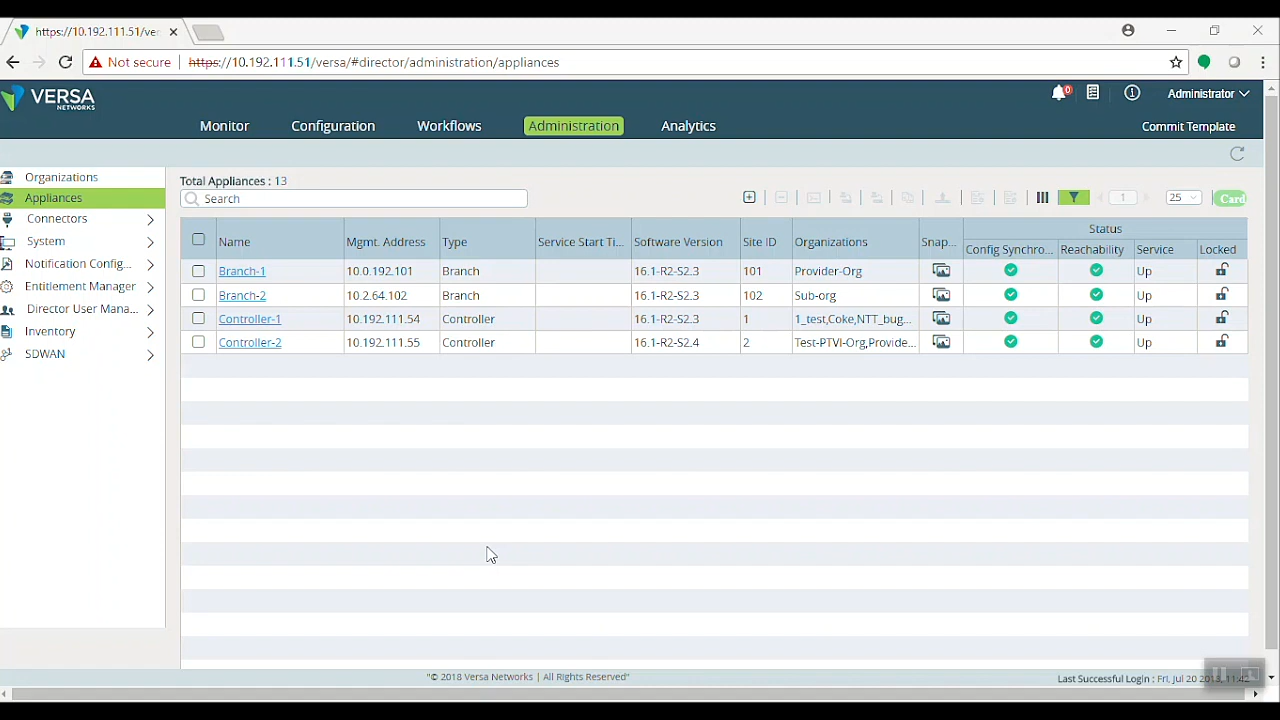 https://10.192.111.51/ver
Not secure https://10.192.111.51/versa/#director/administration/appliances
VERSA
NETWORKS
0
Administrator
Monitor Configuration Workflows Administration Analytics Commit Template
Organizations
Appliances
Connectors
System
Notification Config...
Entitlement Manager
Director User Mana...
Inventory
SDWAN
Total Appliances : 13
Search
1 25 Card
Name Mgmt. Address Type Service Start Ti... Software Version Site ID Organizations Snap... Status
Config Synchro... Reachability Service Locked
Branch-1 10.0.192.101 Branch 16.1-R2-S2.3 101 Provider-Org Up
Branch-2 10.2.64.102 Branch 16.1-R2-S2.3 102 Sub-org Up
Controller-1 10.192.111.54 Controller 16.1-R2-S2.3 1 1_test,Coke,NTT_bug... Up
Controller-2 10.192.111.55 Controller 16.1-R2-S2.4 2 Test-PTVI-Org,Provide... Up
"© 2018 Versa Networks | All Rights Reserved"
Last Successful Login : Fri, Jul 20